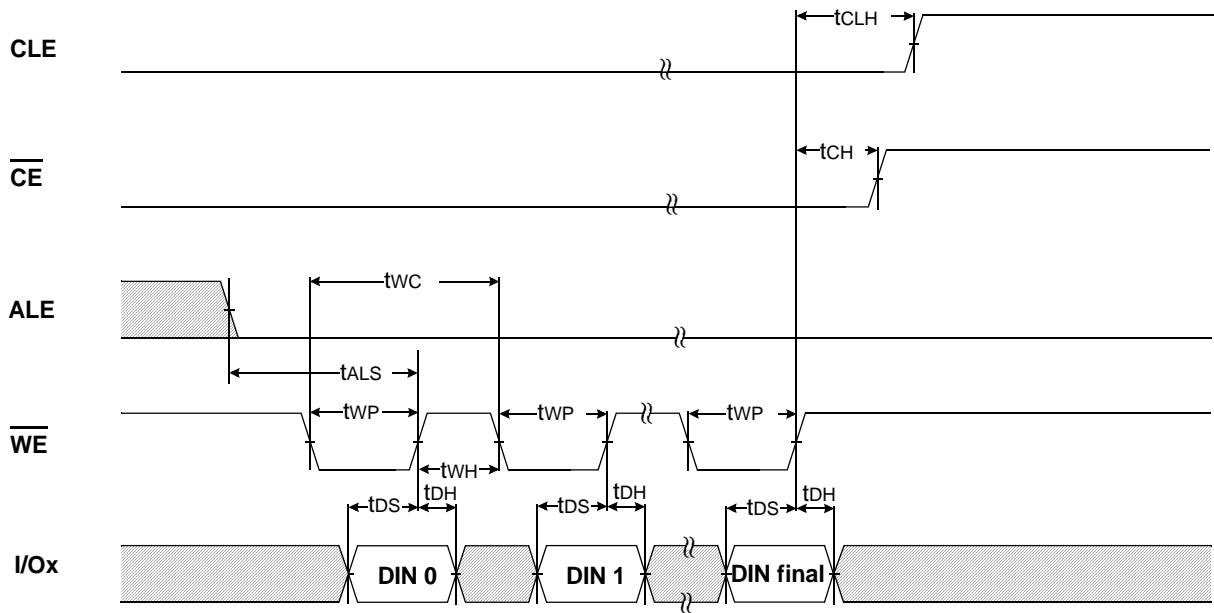 CLE
tCLH
CE
tCH
ALE
tWC
tALS
WE
tWP
tWP
tWP
tWH
tDS
tDH
tDS
tDH
tDS
tDH
I/Ox
DIN 0
DIN 1
DIN final